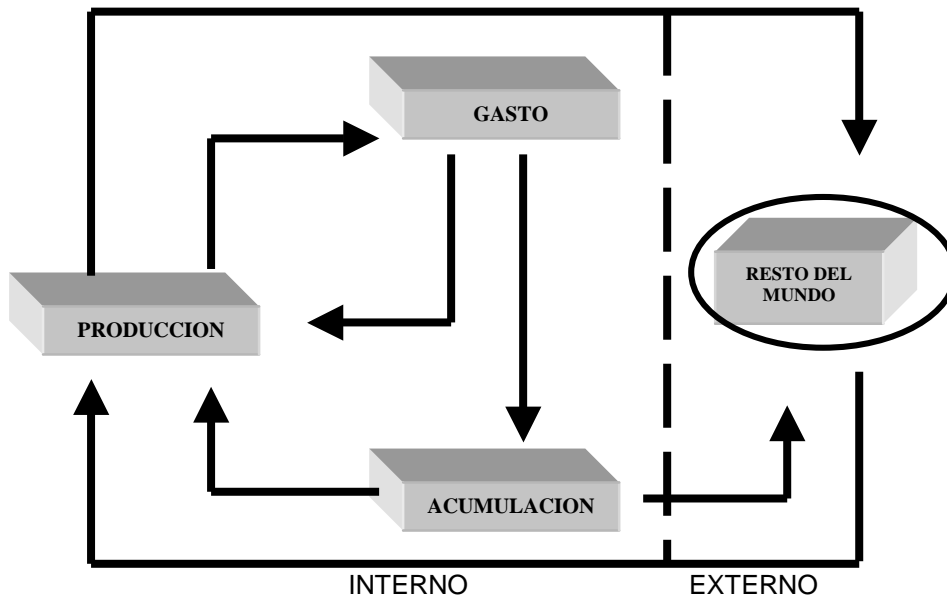 GASTO
RESTO DEL
MUNDO
PRODUCCION
ACUMULACION
INTERNO
EXTERNO